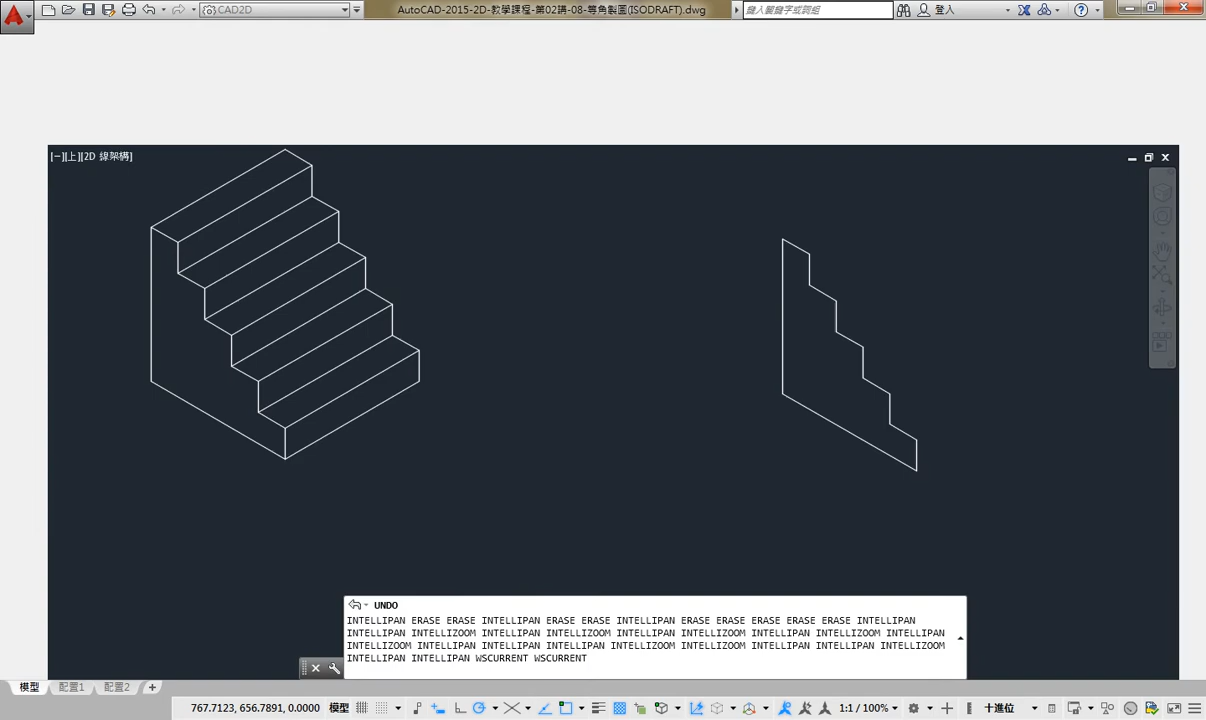 CAD2D
AutoCAD-2015-2D-教學課程-第02講-08-等角製圖(ISODRAFT).dwg
鍵入關鍵字或詞組
登入
[−][上][2D 線架構]
UNDO
INTELLIPAN ERASE ERASE INTELLIPAN ERASE ERASE INTELLIPAN ERASE ERASE ERASE ERASE ERASE INTELLIPAN
INTELLIPAN INTELLIZOOM INTELLIPAN INTELLIZOOM INTELLIPAN INTELLIZOOM INTELLIPAN INTELLIZOOM INTELLIPAN
INTELLIZOOM INTELLIPAN INTELLIPAN INTELLIPAN INTELLIZOOM INTELLIZOOM INTELLIPAN INTELLIPAN INTELLIZOOM
INTELLIPAN INTELLIPAN WSCURRENT WSCURRENT
模型 配置1 配置2 +
767.7123, 656.7891, 0.0000 模型 1:1 / 100% 十進位